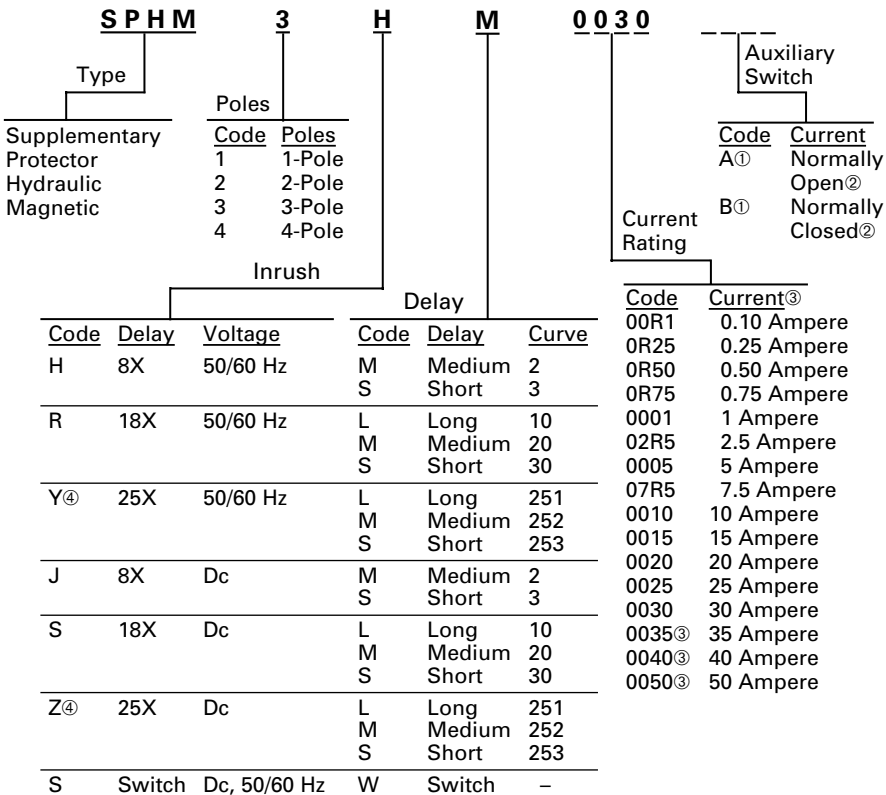 SPHM 3 H M 0030 _ _ _ _
Type
Supplementary
Protector
Hydraulic
Magnetic
Poles
Code Poles
1 1-Pole
2 2-Pole
3 3-Pole
4 4-Pole
Auxiliary
Switch
Code Current
A① Normally
Open②
B① Normally
Closed②
Inrush
Delay
Code Delay Voltage Code Delay Curve
H 8X 50/60 Hz M Medium 2
S Short 3
R 18X 50/60 Hz L Long 10
M Medium 20
S Short 30
Y④ 25X 50/60 Hz L Long 251
M Medium 252
S Short 253
J 8X Dc M Medium 2
S Short 3
S 18X Dc L Long 10
M Medium 20
S Short 30
Z④ 25X Dc L Long 251
M Medium 252
S Short 253
S Switch Dc, 50/60 Hz W Switch –
Current
Rating
Code Current③
00R1 0.10 Ampere
0R25 0.25 Ampere
0R50 0.50 Ampere
0R75 0.75 Ampere
0001 1 Ampere
02R5 2.5 Ampere
0005 5 Ampere
07R5 7.5 Ampere
0010 10 Ampere
0015 15 Ampere
0020 20 Ampere
0025 25 Ampere
0030 30 Ampere
0035③ 35 Ampere
0040③ 40 Ampere
0050③ 50 Ampere